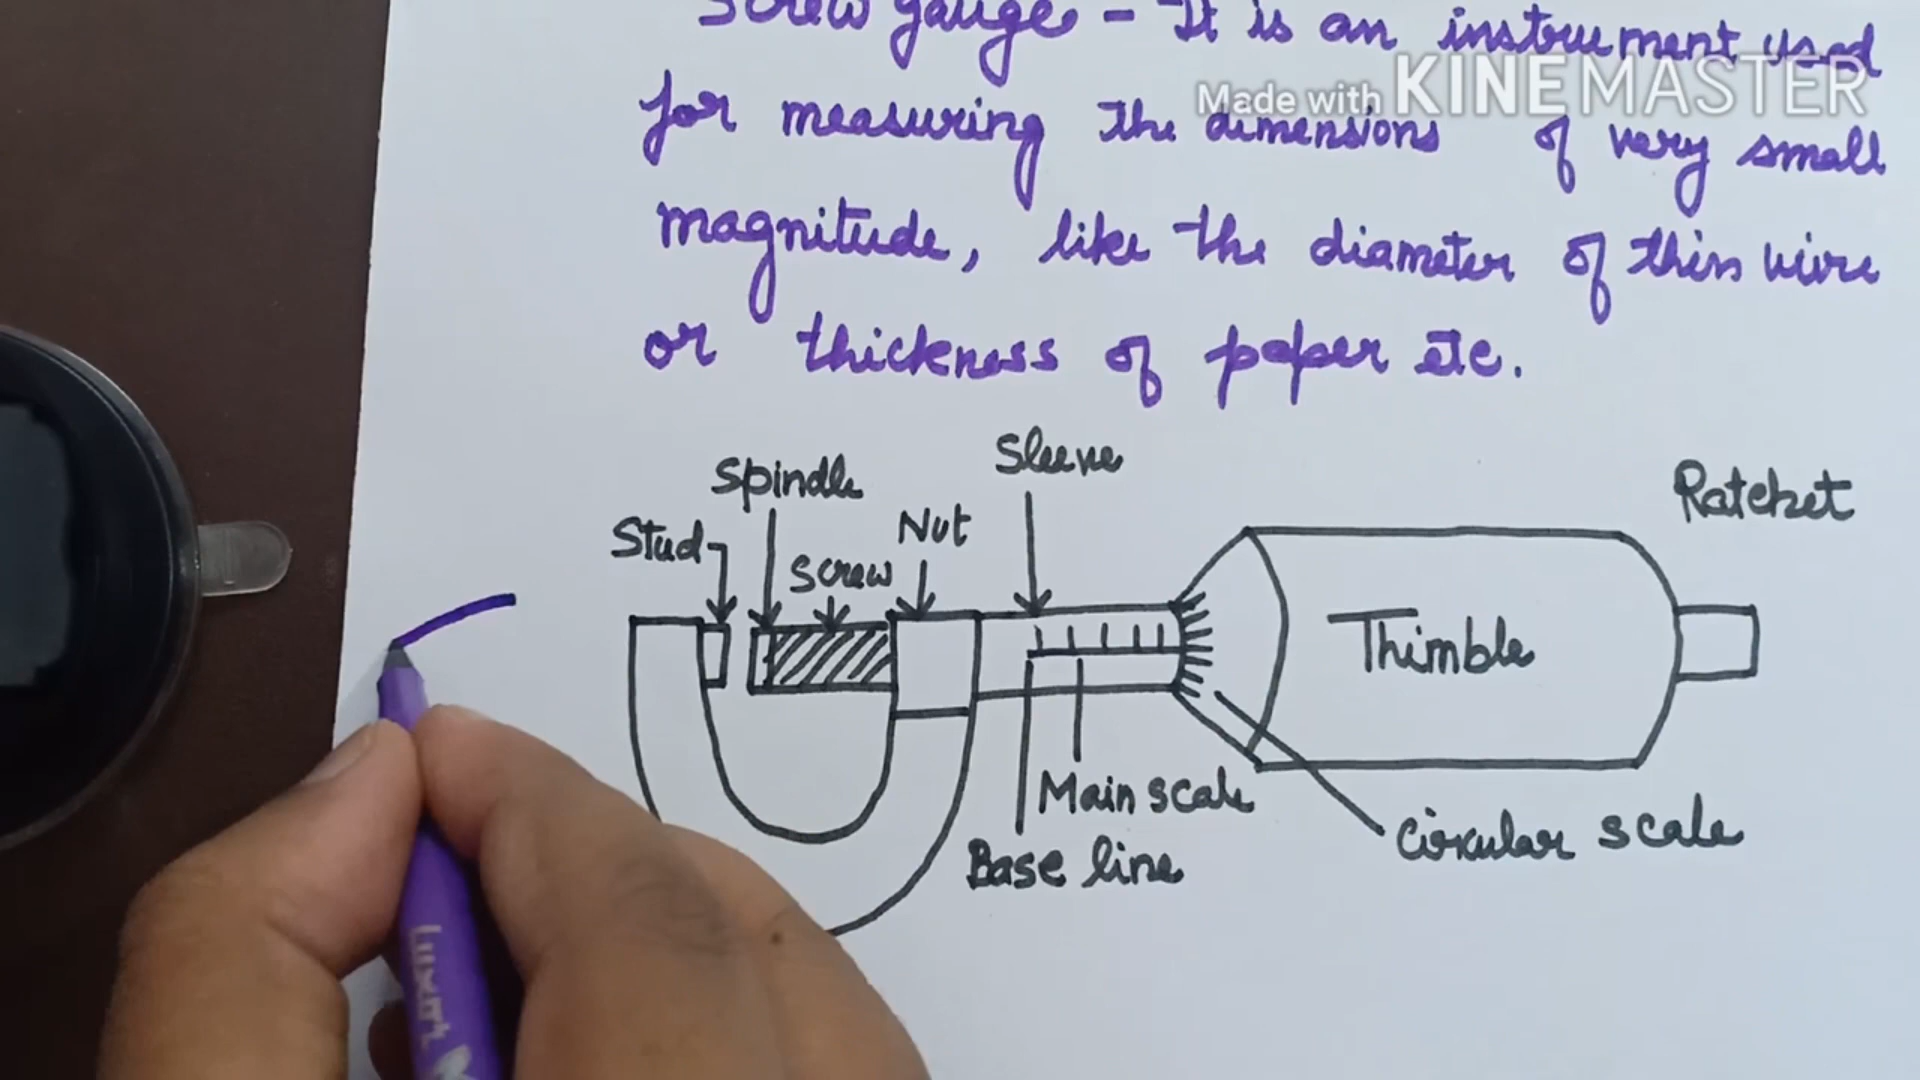 Screw gauge - It is an instrument used
Made with KINEMASTER
for measuring the dimensions of very small
magnitude, like the diameter of thin wire
or thickness of paper etc.
Sleeve
Spindle
Ratchet
Nut
Stud
Screw
Thimble
Main scale
Circular scale
Base line
Luxor